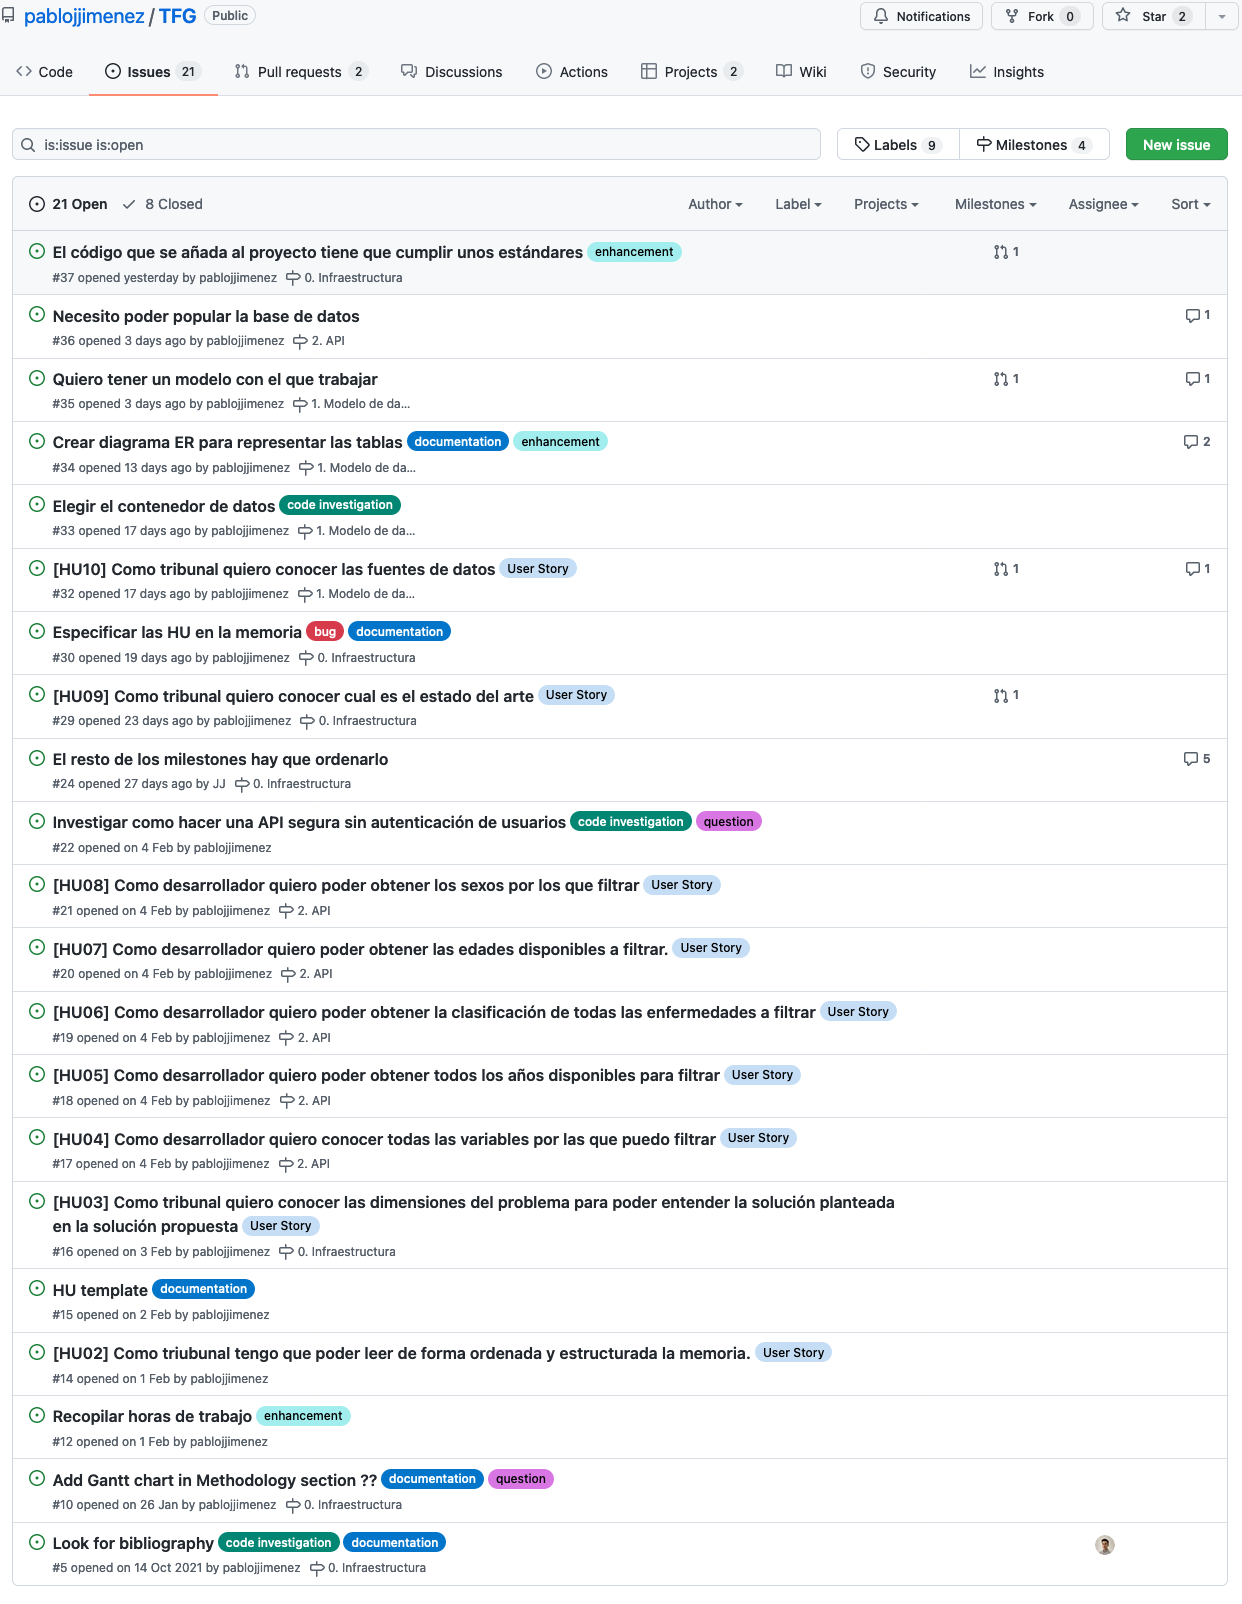 pablojjimenez / TFG Public
Notifications Fork 0 Star 2
Code Issues 21 Pull requests 2 Discussions Actions Projects 2 Wiki Security Insights
is:issue is:open Labels 9 Milestones 4 New issue
21 Open 8 Closed Author Label Projects Milestones Assignee Sort
El código que se añada al proyecto tiene que cumplir unos estándares enhancement 1
#37 opened yesterday by pablojjimenez 0. Infraestructura
Necesito poder popular la base de datos 1
#36 opened 3 days ago by pablojjimenez 2. API
Quiero tener un modelo con el que trabajar 1 1
#35 opened 3 days ago by pablojjimenez 1. Modelo de da...
Crear diagrama ER para representar las tablas documentation enhancement 2
#34 opened 13 days ago by pablojjimenez 1. Modelo de da...
Elegir el contenedor de datos code investigation
#33 opened 17 days ago by pablojjimenez 1. Modelo de da...
[HU10] Como tribunal quiero conocer las fuentes de datos User Story 1 1
#32 opened 17 days ago by pablojjimenez 1. Modelo de da...
Especificar las HU en la memoria bug documentation
#30 opened 19 days ago by pablojjimenez 0. Infraestructura
[HU09] Como tribunal quiero conocer cual es el estado del arte User Story 1
#29 opened 23 days ago by pablojjimenez 0. Infraestructura
El resto de los milestones hay que ordenarlo 5
#24 opened 27 days ago by JJ 0. Infraestructura
Investigar como hacer una API segura sin autenticación de usuarios code investigation question
#22 opened on 4 Feb by pablojjimenez
[HU08] Como desarrollador quiero poder obtener los sexos por los que filtrar User Story
#21 opened on 4 Feb by pablojjimenez 2. API
[HU07] Como desarrollador quiero poder obtener las edades disponibles a filtrar. User Story
#20 opened on 4 Feb by pablojjimenez 2. API
[HU06] Como desarrollador quiero poder obtener la clasificación de todas las enfermedades a filtrar User Story
#19 opened on 4 Feb by pablojjimenez 2. API
[HU05] Como desarrollador quiero poder obtener todos los años disponibles para filtrar User Story
#18 opened on 4 Feb by pablojjimenez 2. API
[HU04] Como desarrollador quiero conocer todas las variables por las que puedo filtrar User Story
#17 opened on 4 Feb by pablojjimenez 2. API
[HU03] Como tribunal quiero conocer las dimensiones del problema para poder entender la solución planteada
en la solución propuesta User Story
#16 opened on 3 Feb by pablojjimenez 0. Infraestructura
HU template documentation
#15 opened on 2 Feb by pablojjimenez
[HU02] Como triubunal tengo que poder leer de forma ordenada y estructurada la memoria. User Story
#14 opened on 1 Feb by pablojjimenez
Recopilar horas de trabajo enhancement
#12 opened on 1 Feb by pablojjimenez
Add Gantt chart in Methodology section ?? documentation question
#10 opened on 26 Jan by pablojjimenez 0. Infraestructura
Look for bibliography code investigation documentation
#5 opened on 14 Oct 2021 by pablojjimenez 0. Infraestructura